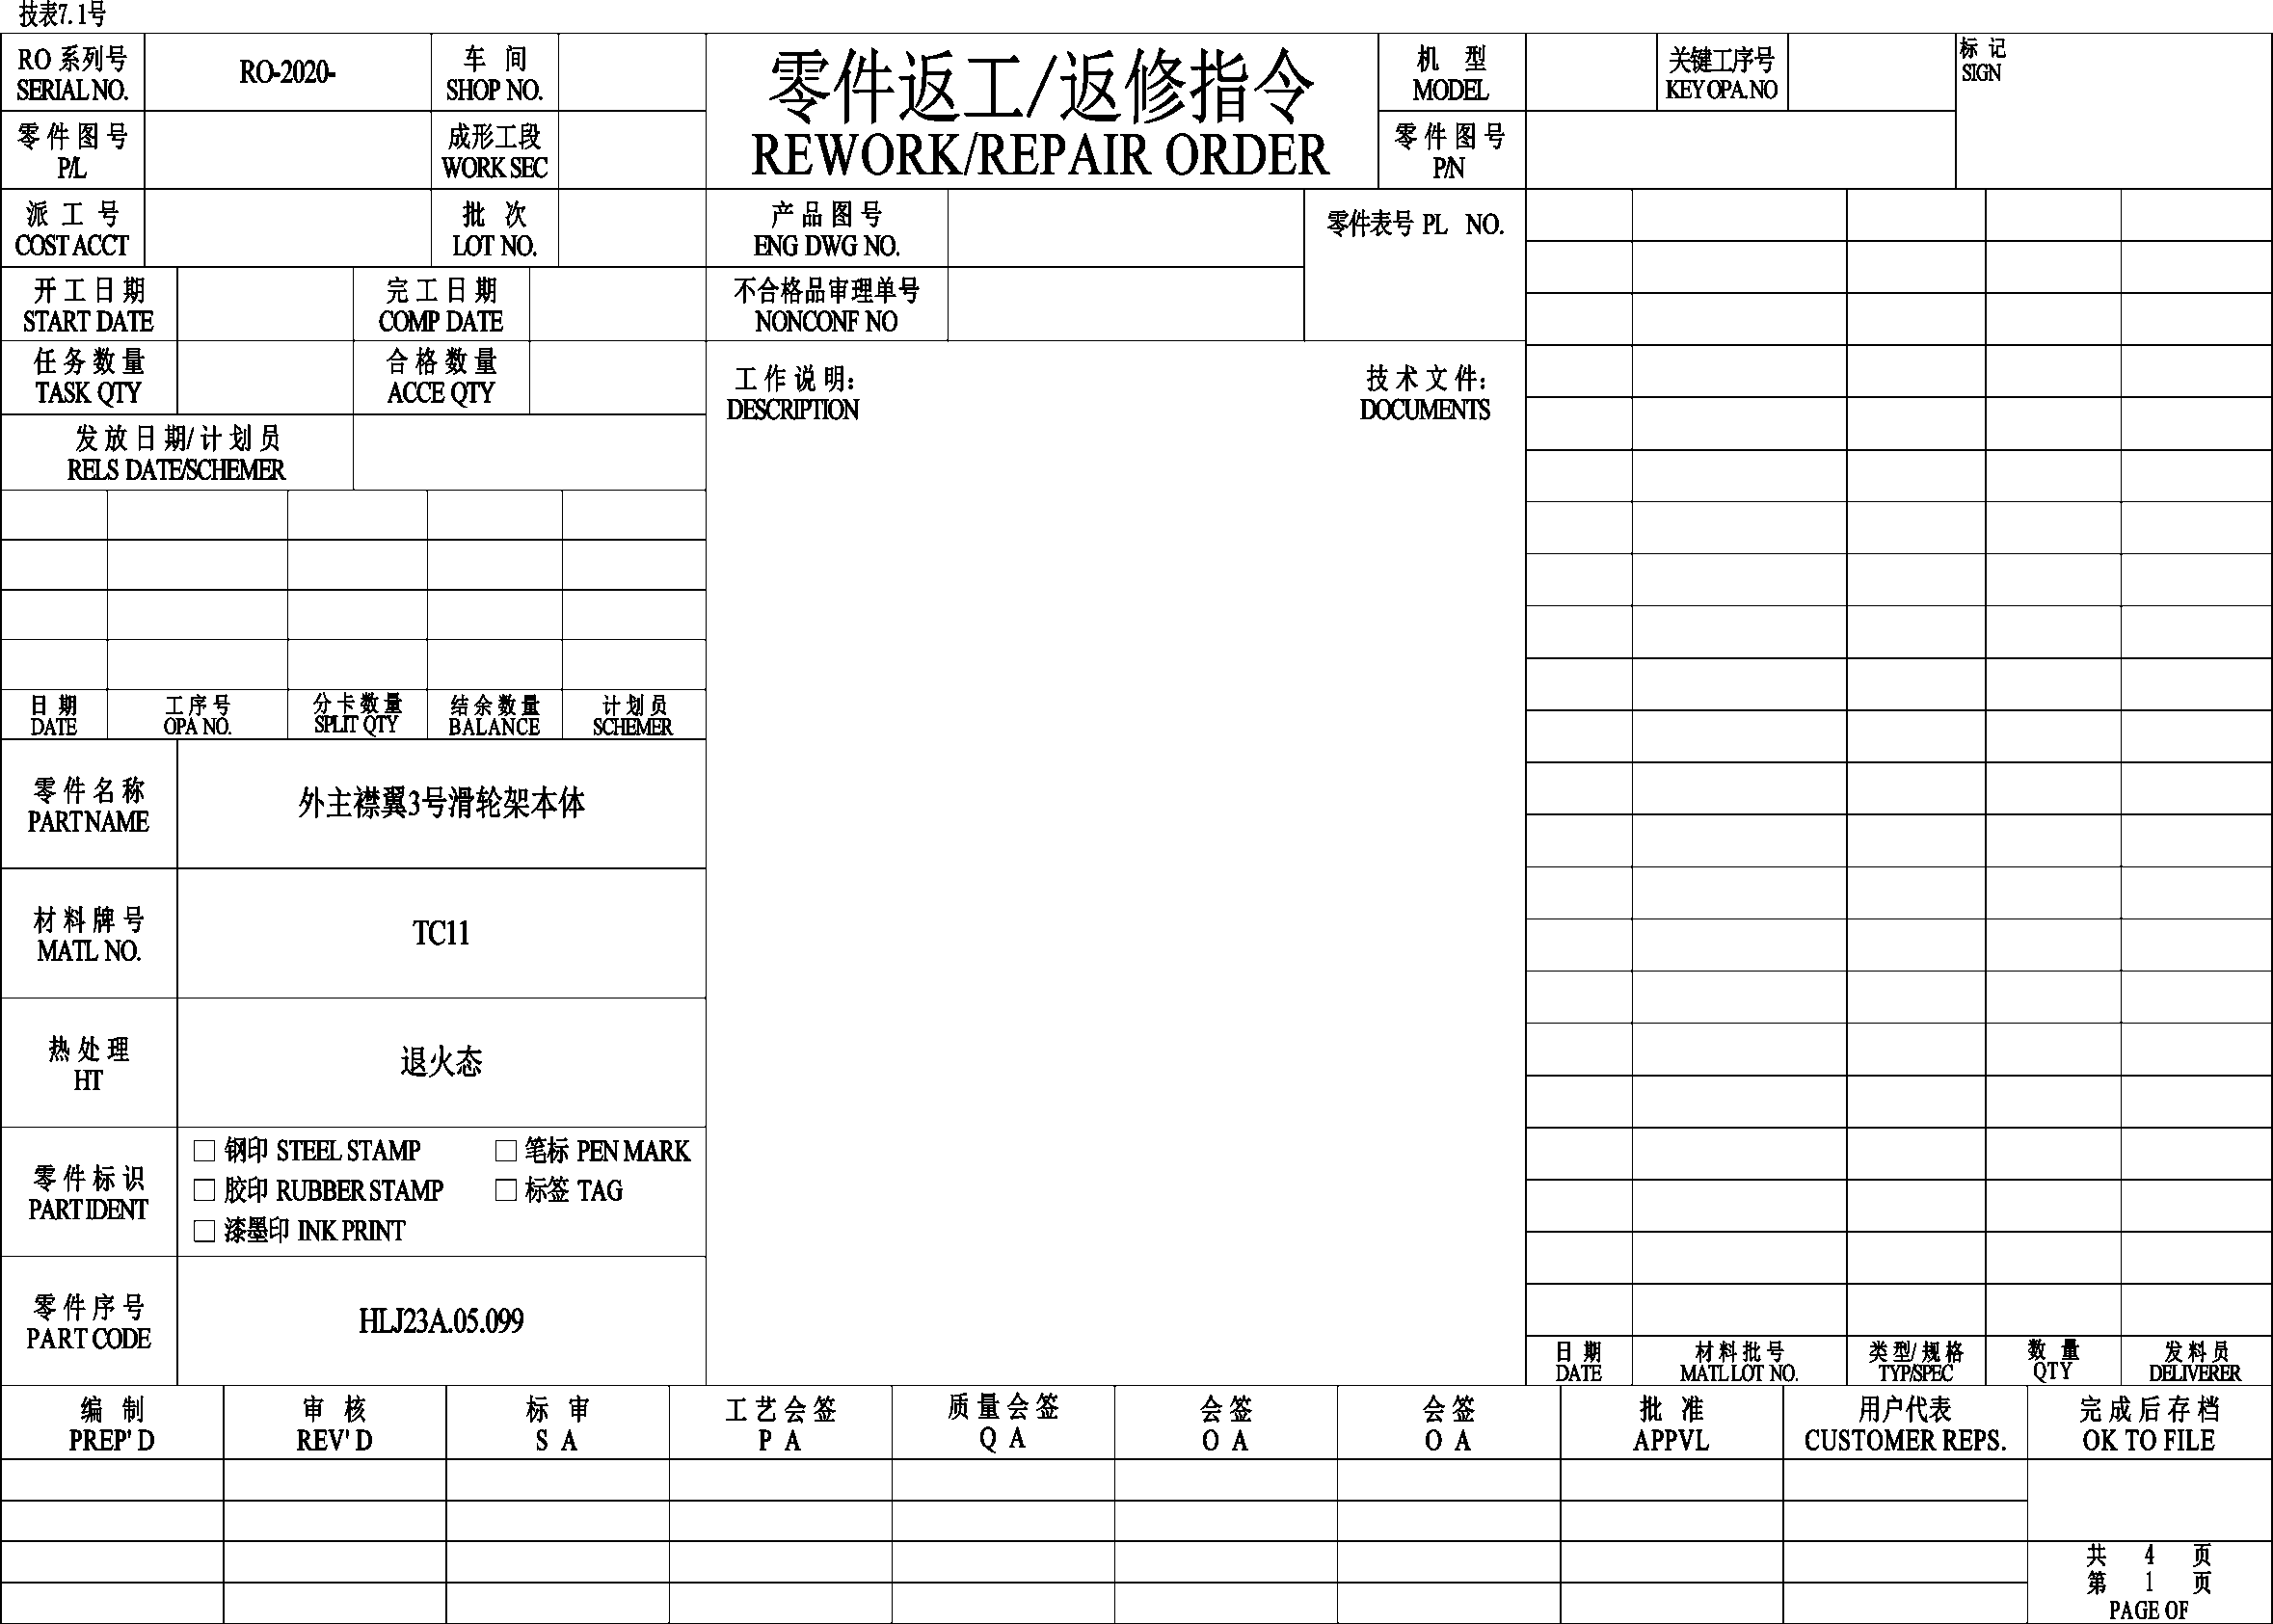 技表7.1号
RO 系列号
SERIAL NO.
RO-2020-
车 间
SHOP NO.
零件返工/返修指令
REWORK/REPAIR ORDER
机 型
MODEL
关键工序号
KEY OPA. NO
标 记
SIGN
零 件 图 号
P/L
成形工段
WORK SEC
零 件 图 号
P/N
派 工 号
COST ACCT
批 次
LOT NO.
产 品 图 号
ENG DWG NO.
零件表号 PL NO.
开 工 日 期
START DATE
完 工 日 期
COMP DATE
不合格品审理单号
NONCONF NO
任 务 数 量
TASK QTY
合 格 数 量
ACCE QTY
工 作 说 明：
DESCRIPTION
技 术 文 件：
DOCUMENTS
发 放 日 期/ 计 划 员
RELS DATE/SCHEMER
日 期
DATE
工 序 号
OPA NO.
分 卡 数 量
SPLIT QTY
结 余 数 量
BALANCE
计 划 员
SCHEMER
零 件 名 称
PART NAME
外主襟翼3号滑轮架本体
材 料 牌 号
MATL NO.
TC11
热 处 理
HT
退火态
零 件 标 识
PART IDENT
□ 钢印 STEEL STAMP
□ 笔标 PEN MARK
□ 胶印 RUBBER STAMP
□ 标签 TAG
□ 漆墨印 INK PRINT
零 件 序 号
PART CODE
HLJ23A.05.099
日 期
DATE
材 料 批 号
MATL LOT NO.
类 型/ 规 格
TYP/SPEC
数 量
QTY
发 料 员
DELIVERER
编 制
PREP' D
审 核
REV' D
标 审
S A
工 艺 会 签
P A
质 量 会 签
Q A
会 签
O A
会 签
O A
批 准
APPVL
用户代表
CUSTOMER REPS.
完 成 后 存 档
OK TO FILE
共 4 页
第 1 页
PAGE OF